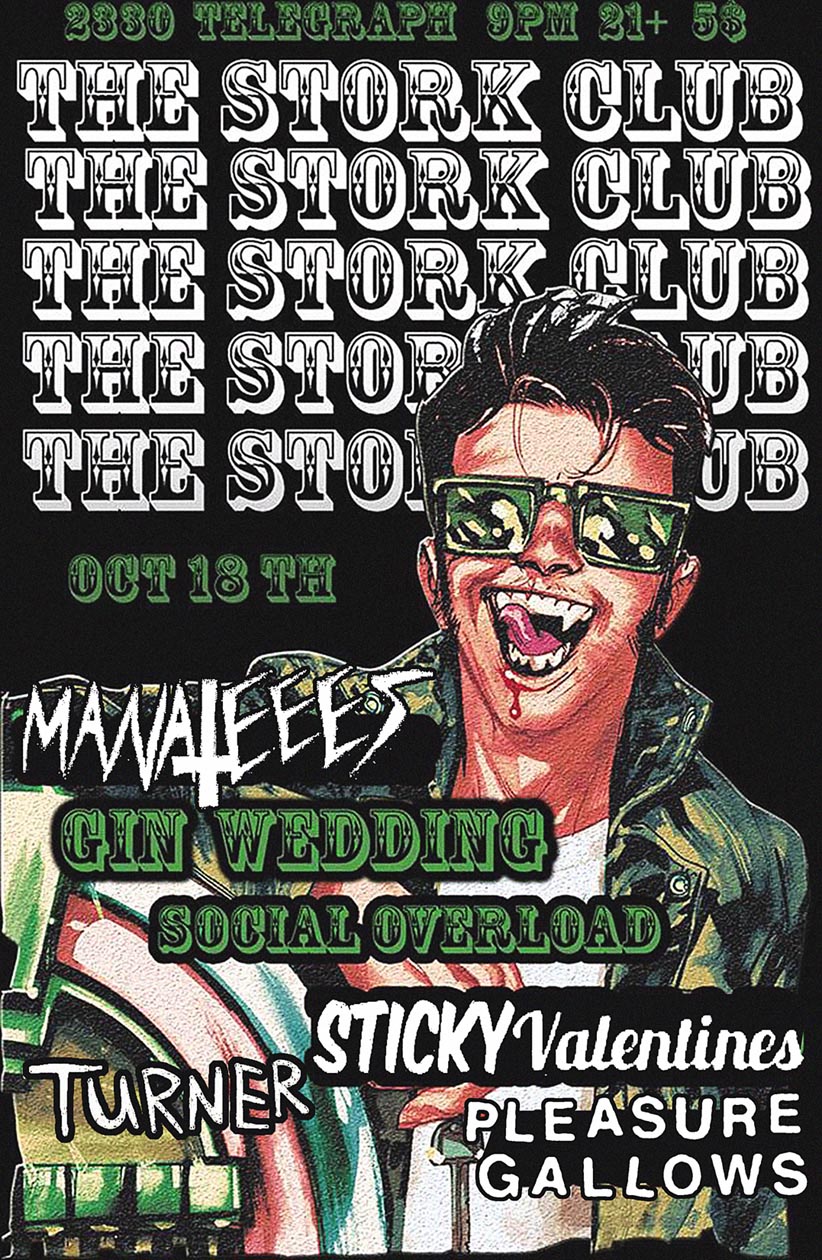 2330 TELEGRAPH 9PM 21+ 5$
THE STORK CLUB
THE STORK CLUB
THE STORK CLUB
THE STOR UB
THE STO UB
OCT 18 TH
MANATEEES
GIN WEDDING
SOCIAL OVERLOAD
STICKY Valentines
TURNER
PLEASURE
GALLOWS